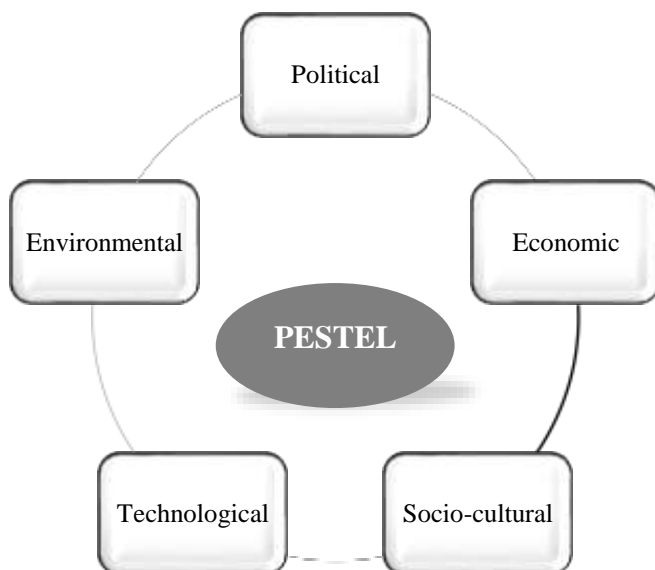 Political
Environmental
Economic
PESTEL
Technological
Socio-cultural